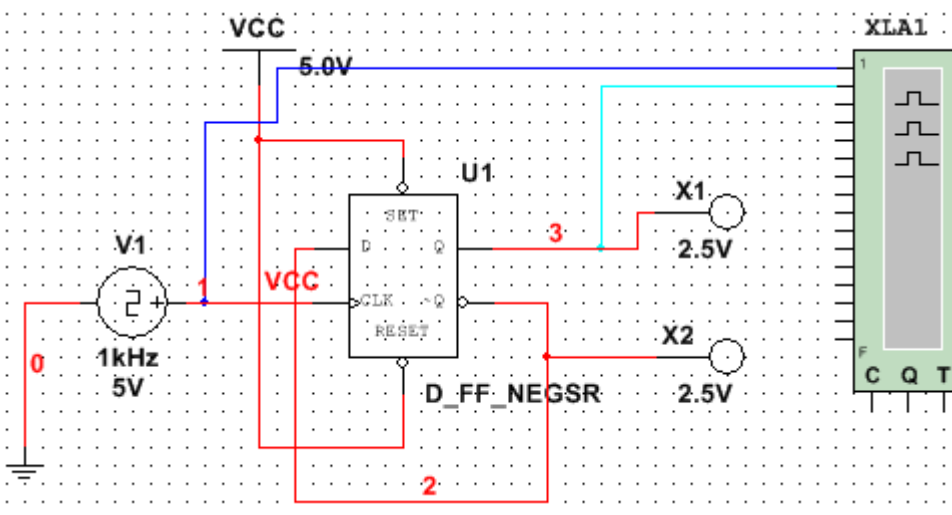 VCC
XLA1
5.0V
1
U1
SET
X1
V1
D Q
3
2.5V
1
VCC
CLK ~Q
RESET
X2
F
0
1kHz
5V
D_FF_NEGSR
2.5V
C Q T
2